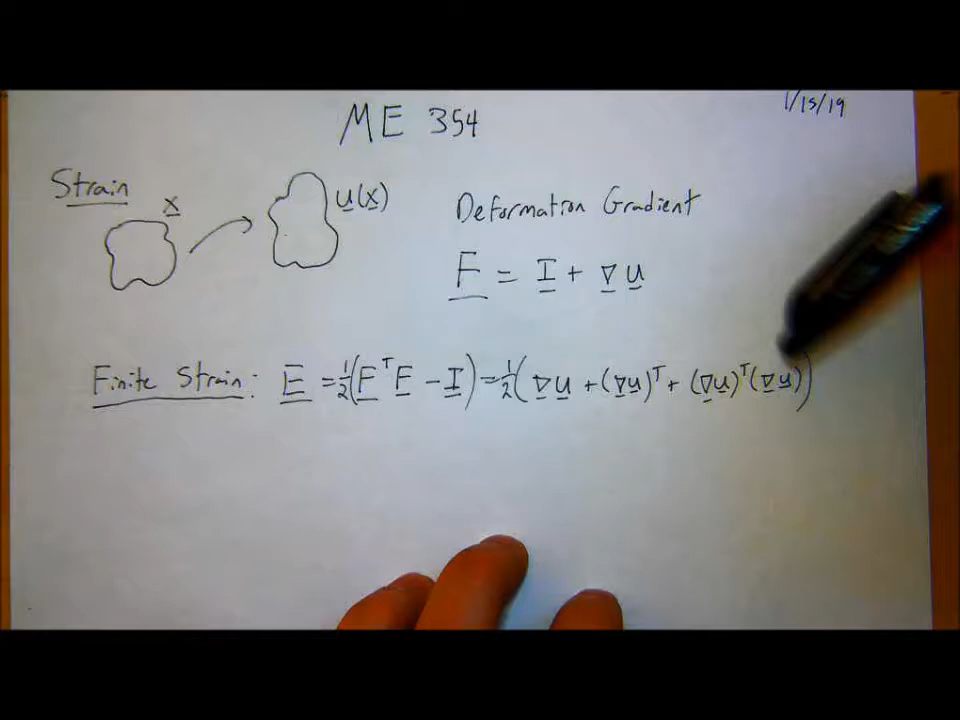 1/15/19
ME 354
Strain
x
u(x)
Deformation Gradient
F = I + ∇u
Finite Strain: E = ½(FᵀF - I) = ½(∇u + (∇u)ᵀ + (∇u)ᵀ(∇u))